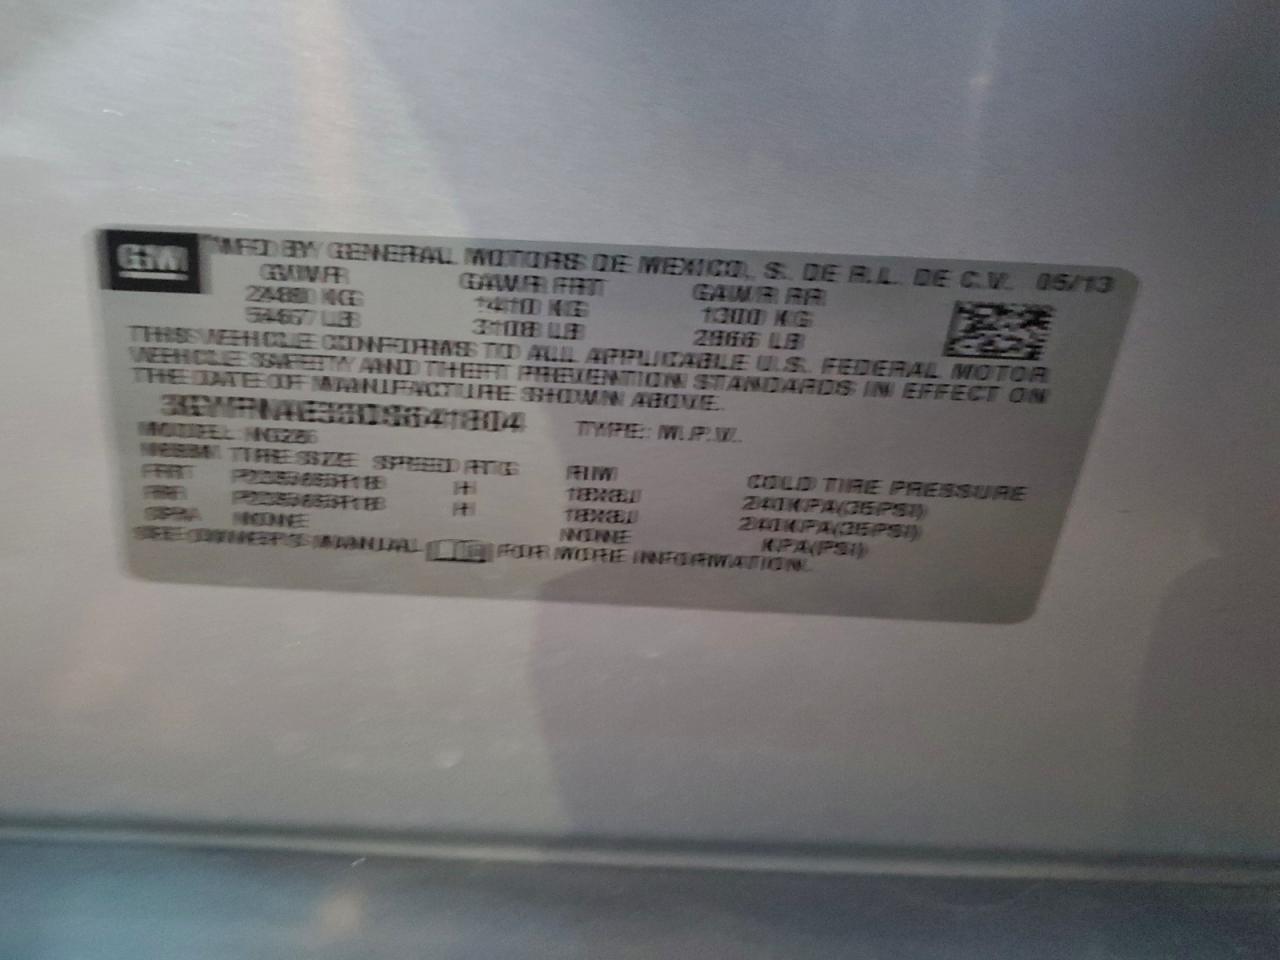 GM
MFD BY GENERAL MOTORS DE MEXICO, S. DE R.L. DE C.V. 05/13
GVWR GAWR FRT GAWR RR
KG 1410 KG 1300 KG
LB 3108 LB 2866 LB
THIS VEHICLE CONFORMS TO ALL APPLICABLE U.S. FEDERAL MOTOR
VEHICLE SAFETY AND THEFT PREVENTION STANDARDS IN EFFECT ON
THE DATE OF MANUFACTURE SHOWN ABOVE.
TYPE: M.P.V.
MODEL:
TIRE SIZE SPEED RTG RIM COLD TIRE PRESSURE
FRT H 18X8J 240KPA(35PSI)
RR H 18X8J 240KPA(35PSI)
SPA NONE NONE KPA(PSI)
SEE OWNER'S MANUAL FOR MORE INFORMATION.